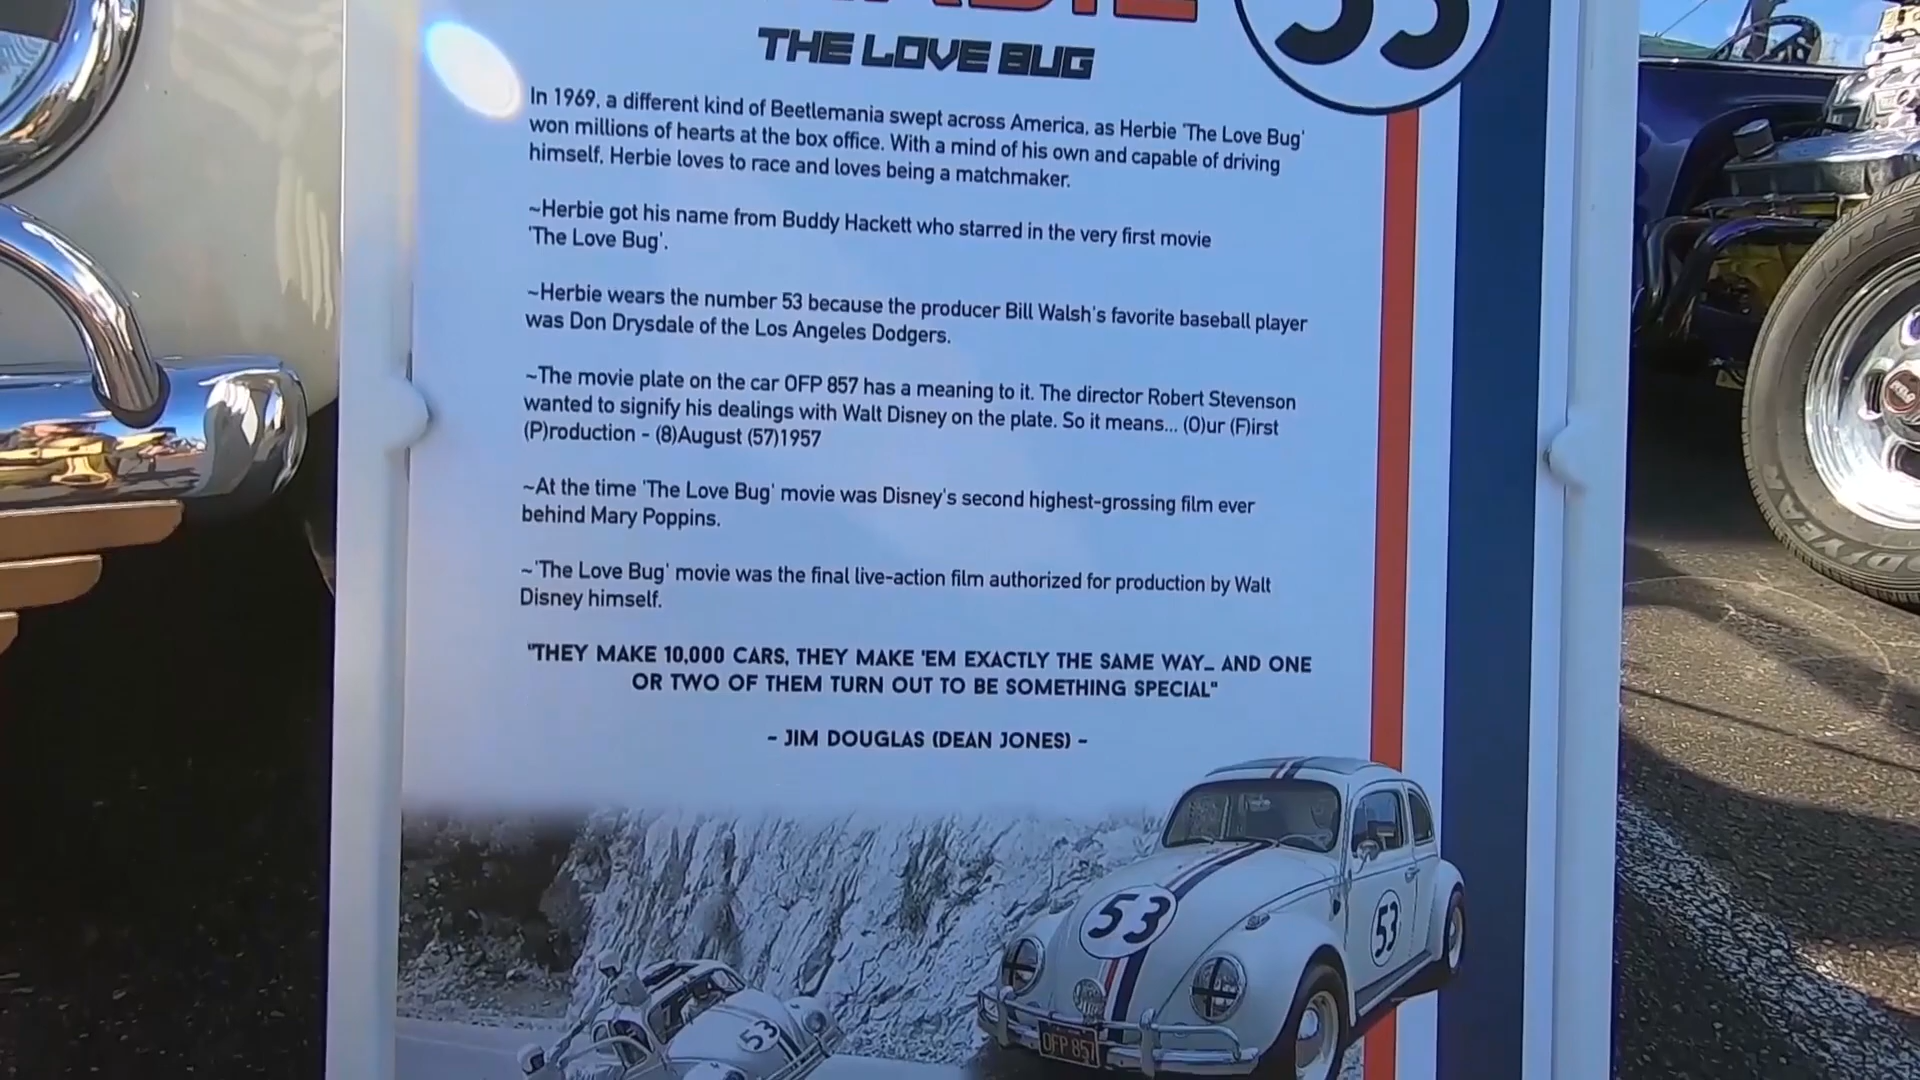 THE LOVE BUG
53
In 1969, a different kind of Beetlemania swept across America, as Herbie 'The Love Bug'
won millions of hearts at the box office. With a mind of his own and capable of driving
himself, Herbie loves to race and loves being a matchmaker.
~Herbie got his name from Buddy Hackett who starred in the very first movie
'The Love Bug'.
~Herbie wears the number 53 because the producer Bill Walsh's favorite baseball player
was Don Drysdale of the Los Angeles Dodgers.
~The movie plate on the car OFP 857 has a meaning to it. The director Robert Stevenson
wanted to signify his dealings with Walt Disney on the plate. So it means... (O)ur (F)irst
(P)roduction - (8)August (57)1957
~At the time 'The Love Bug' movie was Disney's second highest-grossing film ever
behind Mary Poppins.
~'The Love Bug' movie was the final live-action film authorized for production by Walt
Disney himself.
"THEY MAKE 10,000 CARS, THEY MAKE 'EM EXACTLY THE SAME WAY... AND ONE
OR TWO OF THEM TURN OUT TO BE SOMETHING SPECIAL"
- JIM DOUGLAS (DEAN JONES) -
53
53
53
OFP 857
GOODYEAR